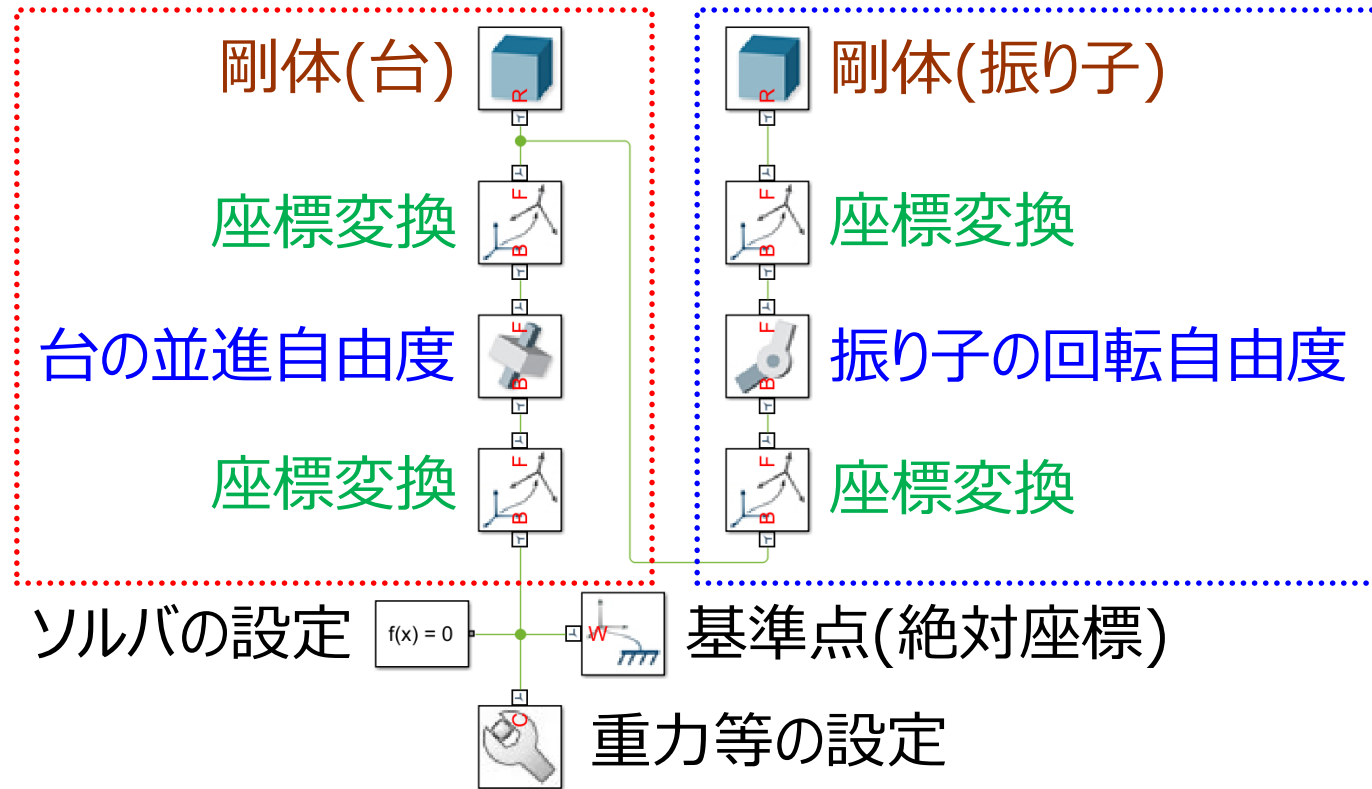 剛体(台)
R
剛体(振り子)
R
座標変換
F
B
座標変換
F
B
台の並進自由度
F
B
振り子の回転自由度
F
B
座標変換
F
B
座標変換
F
B
ソルバの設定
f(x) = 0
W
基準点(絶対座標)
C
重力等の設定